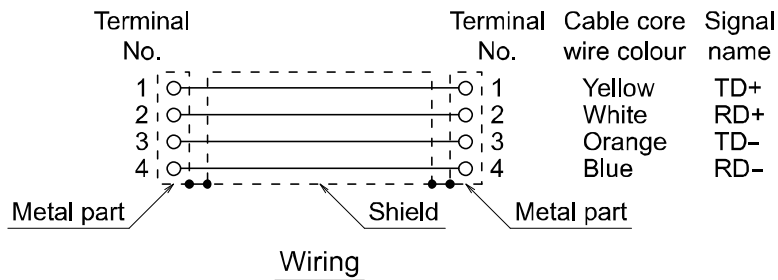 Terminal Terminal Cable core Signal
No. No. wire colour name
1 1 Yellow TD+
2 2 White RD+
3 3 Orange TD−
4 4 Blue RD−
Metal part Shield Metal part
Wiring